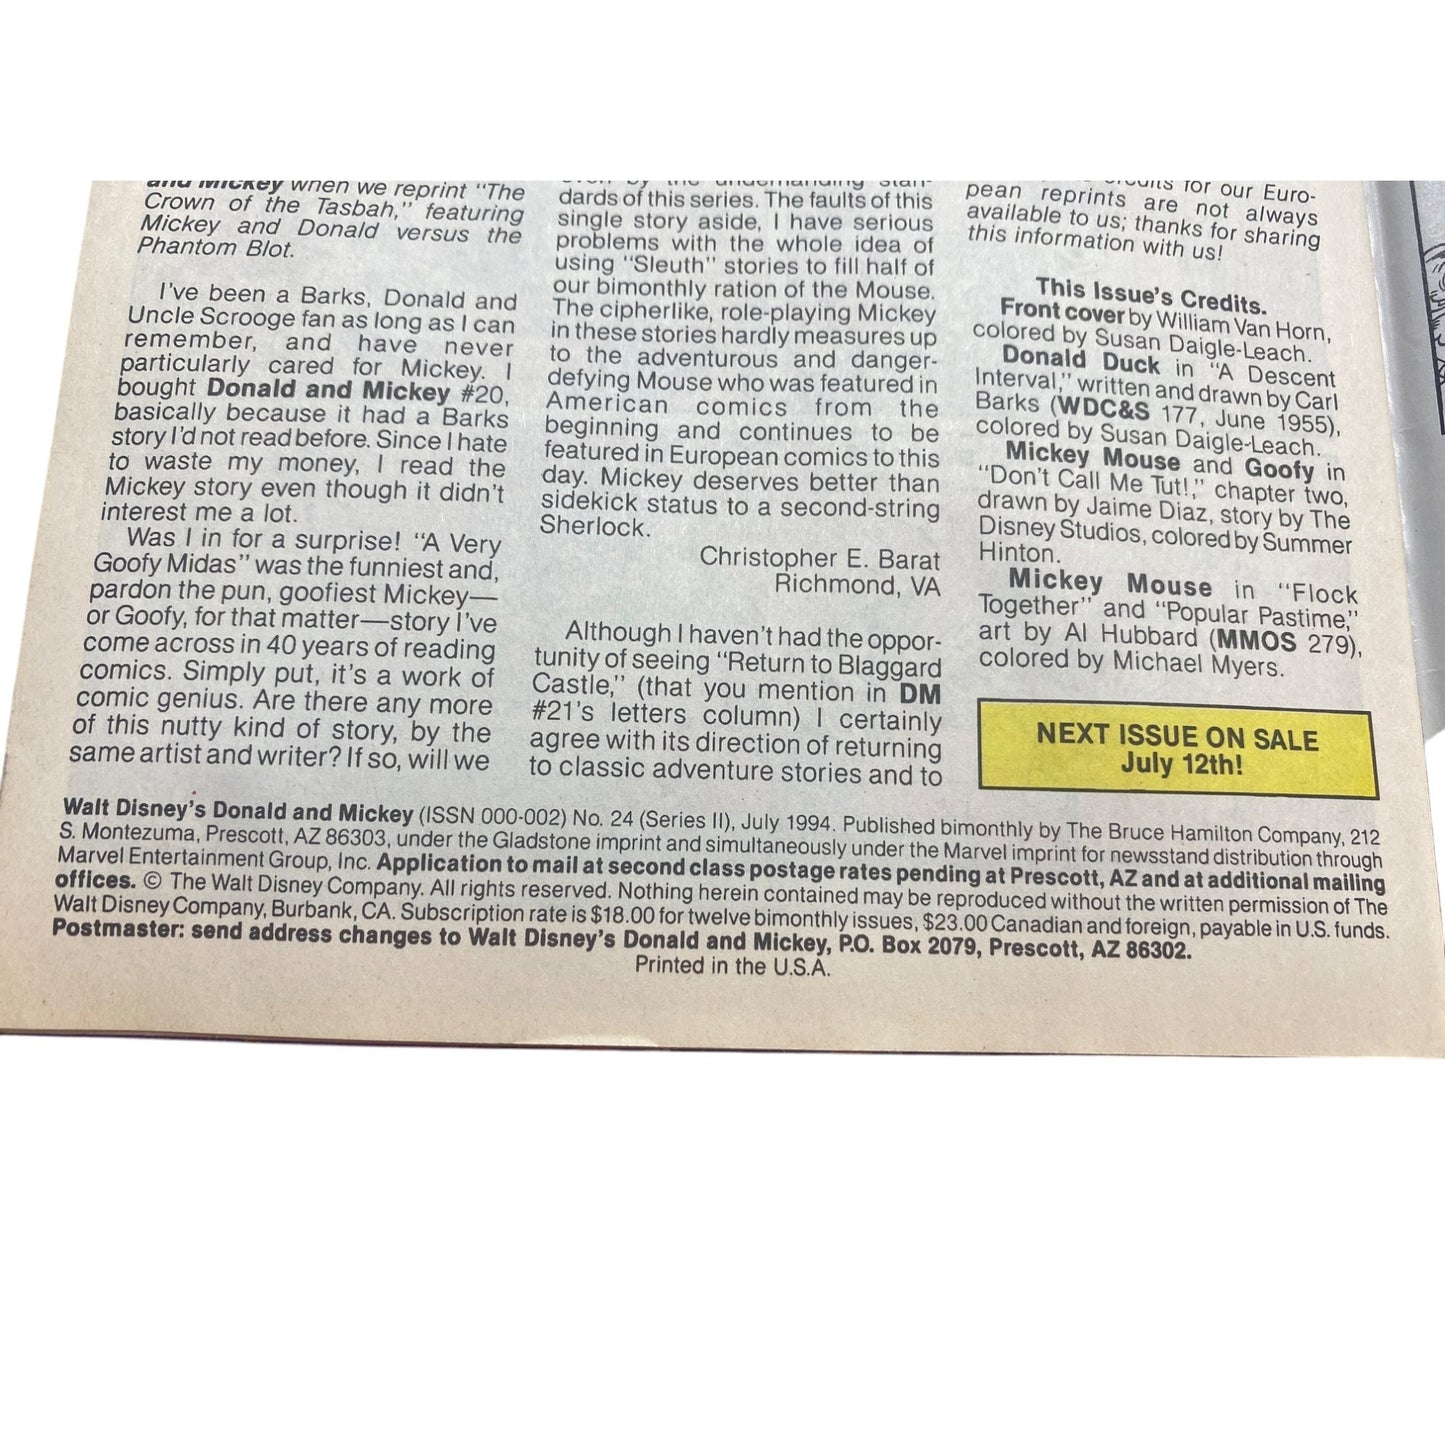 and Mickey when we reprint "The
Crown of the Tasbah," featuring
Mickey and Donald versus the
Phantom Blot.
I've been a Barks, Donald and
Uncle Scrooge fan as long as I can
remember, and have never
particularly cared for Mickey. I
bought Donald and Mickey #20,
basically because it had a Barks
story I'd not read before. Since I hate
to waste my money, I read the
Mickey story even though it didn't
interest me a lot.
Was I in for a surprise! "A Very
Goofy Midas" was the funniest and,
pardon the pun, goofiest Mickey—
or Goofy, for that matter—story I've
come across in 40 years of reading
comics. Simply put, it's a work of
comic genius. Are there any more
of this nutty kind of story, by the
same artist and writer? If so, will we
even by the undemanding stan-
dards of this series. The faults of this
single story aside, I have serious
problems with the whole idea of
using "Sleuth" stories to fill half of
our bimonthly ration of the Mouse.
The cipherlike, role-playing Mickey
in these stories hardly measures up
to the adventurous and danger-
defying Mouse who was featured in
American comics from the
beginning and continues to be
featured in European comics to this
day. Mickey deserves better than
sidekick status to a second-string
Sherlock.
Christopher E. Barat
Richmond, VA
Although I haven't had the oppor-
tunity of seeing "Return to Blaggard
Castle," (that you mention in DM
#21's letters column) I certainly
agree with its direction of returning
to classic adventure stories and to
credits for our Euro-
pean reprints are not always
available to us; thanks for sharing
this information with us!
This Issue's Credits.
Front cover by William Van Horn,
colored by Susan Daigle-Leach.
Donald Duck in "A Descent
Interval," written and drawn by Carl
Barks (WDC&S 177, June 1955),
colored by Susan Daigle-Leach.
Mickey Mouse and Goofy in
"Don't Call Me Tut!," chapter two,
drawn by Jaime Diaz, story by The
Disney Studios, colored by Summer
Hinton.
Mickey Mouse in "Flock
Together" and "Popular Pastime,"
art by Al Hubbard (MMOS 279),
colored by Michael Myers.
NEXT ISSUE ON SALE
July 12th!
Walt Disney's Donald and Mickey (ISSN 000-002) No. 24 (Series II), July 1994. Published bimonthly by The Bruce Hamilton Company, 212
S. Montezuma, Prescott, AZ 86303, under the Gladstone imprint and simultaneously under the Marvel imprint for newsstand distribution through
Marvel Entertainment Group, Inc. Application to mail at second class postage rates pending at Prescott, AZ and at additional mailing
offices. © The Walt Disney Company. All rights reserved. Nothing herein contained may be reproduced without the written permission of The
Walt Disney Company, Burbank, CA. Subscription rate is $18.00 for twelve bimonthly issues, $23.00 Canadian and foreign, payable in U.S. funds.
Postmaster: send address changes to Walt Disney's Donald and Mickey, P.O. Box 2079, Prescott, AZ 86302.
Printed in the U.S.A.